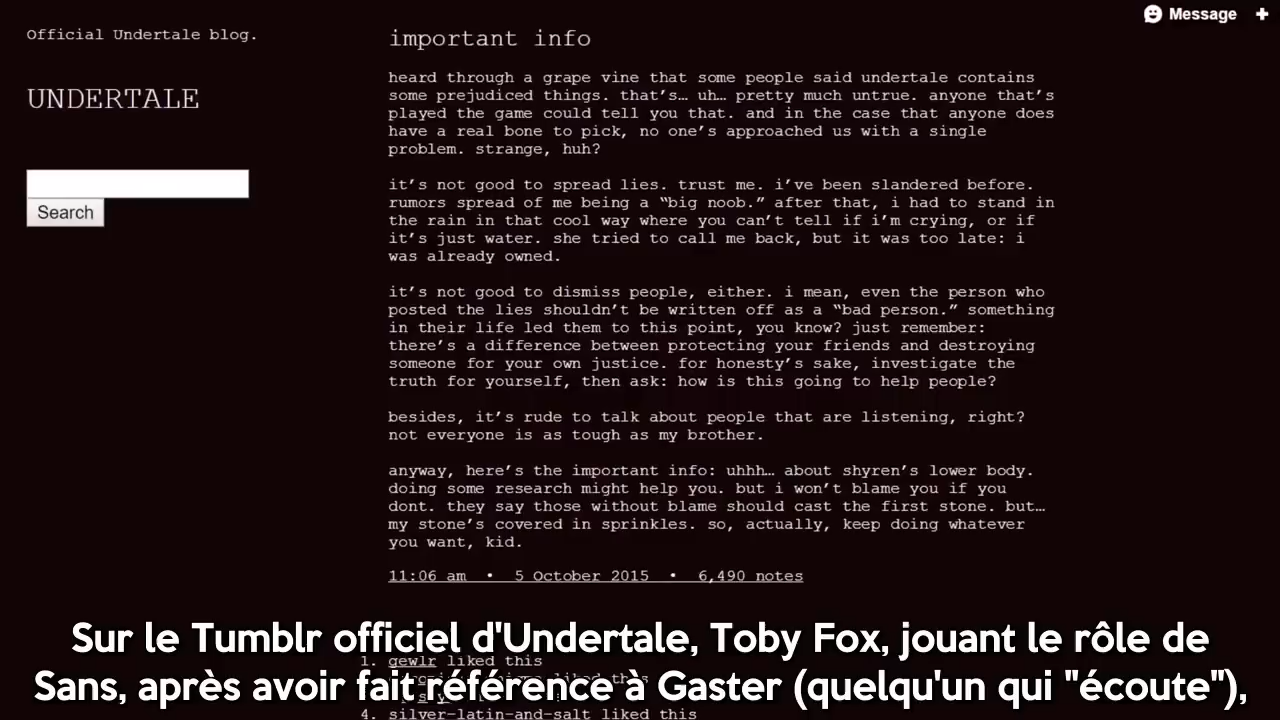 Message
Official Undertale blog.
UNDERTALE
Search
important info
heard through a grape vine that some people said undertale contains
some prejudiced things. that's… uh… pretty much untrue. anyone that's
played the game could tell you that. and in the case that anyone does
have a real bone to pick, no one's approached us with a single
problem. strange, huh?
it's not good to spread lies. trust me. i've been slandered before.
rumors spread of me being a “big noob.” after that, i had to stand in
the rain in that cool way where you can't tell if i'm crying, or if
it's just water. she tried to call me back, but it was too late: i
was already owned.
it's not good to dismiss people, either. i mean, even the person who
posted the lies shouldn't be written off as a “bad person.” something
in their life led them to this point, you know? just remember:
there's a difference between protecting your friends and destroying
someone for your own justice. for honesty's sake, investigate the
truth for yourself, then ask: how is this going to help people?
besides, it's rude to talk about people that are listening, right?
not everyone is as tough as my brother.
anyway, here's the important info: uhhh… about shyren's lower body.
doing some research might help you. but i won't blame you if you
dont. they say those without blame should cast the first stone. but…
my stone's covered in sprinkles. so, actually, keep doing whatever
you want, kid.
11:06 am • 5 October 2015 • 6,490 notes
1. gewlr liked this
4. silver-latin-and-salt liked this
Sur le Tumblr officiel d'Undertale, Toby Fox, jouant le rôle de
Sans, après avoir fait référence à Gaster (quelqu'un qui "écoute"),